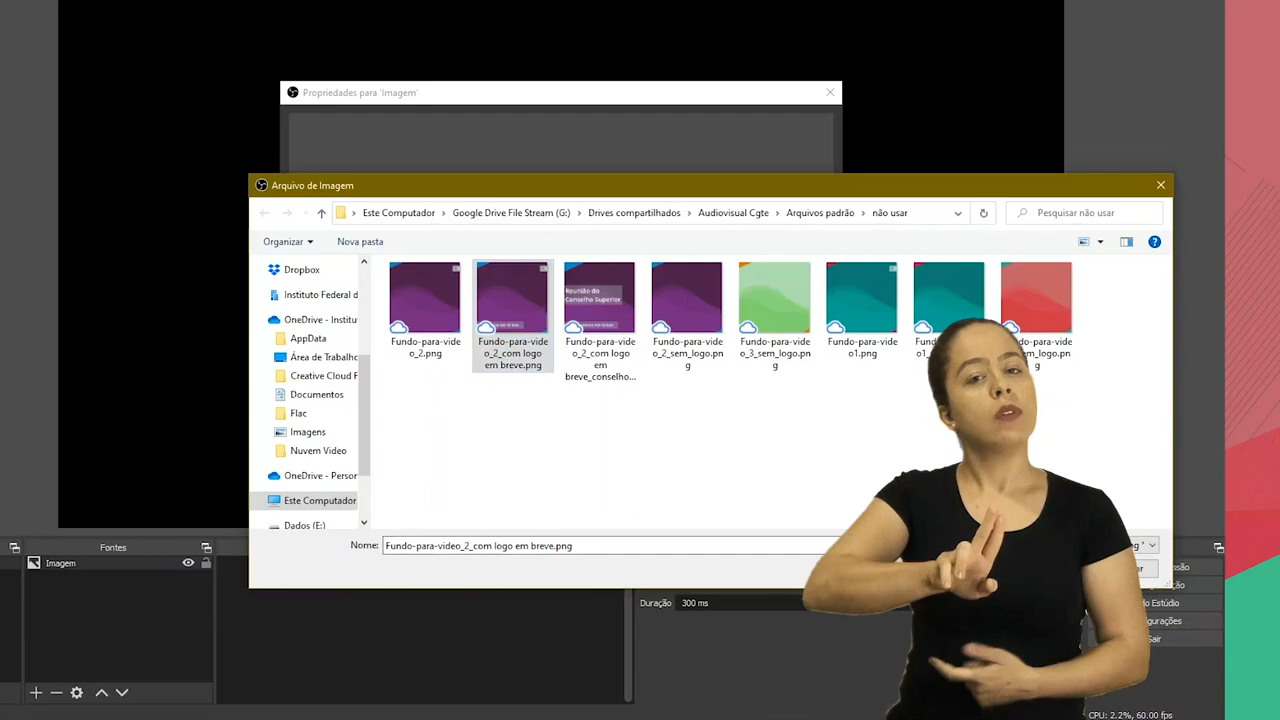 Propriedades para 'Imagem'
Arquivo de Imagem
Este Computador > Google Drive File Stream (G:) > Drives compartilhados > Audiovisual Cgte > Arquivos padrão > não usar
Pesquisar não usar
Organizar
Nova pasta
Dropbox
Instituto Federal d
OneDrive - Institu
AppData
Área de Trabalho
Creative Cloud F
Documentos
Flac
Imagens
Nuvem Video
OneDrive - Person
Este Computador
Dados (E:)
Reunião do
Conselho Superior
Fundo-para-vide
o_2.png
Fundo-para-vide
o_2_com logo
em breve.png
Fundo-para-vide
o_2_com logo
em
breve_conselho...
Fundo-para-vide
o_2_sem_logo.pn
g
Fundo-para-vide
o_3_sem_logo.pn
g
Fundo-para-vide
o1.png
Fundo-para-vide
Nome:
Fundo-para-video_2_com logo em breve.png
Fontes
Imagem
Duração
300 ms
do Estúdio
Sair
CPU: 2.2%, 60.00 fps